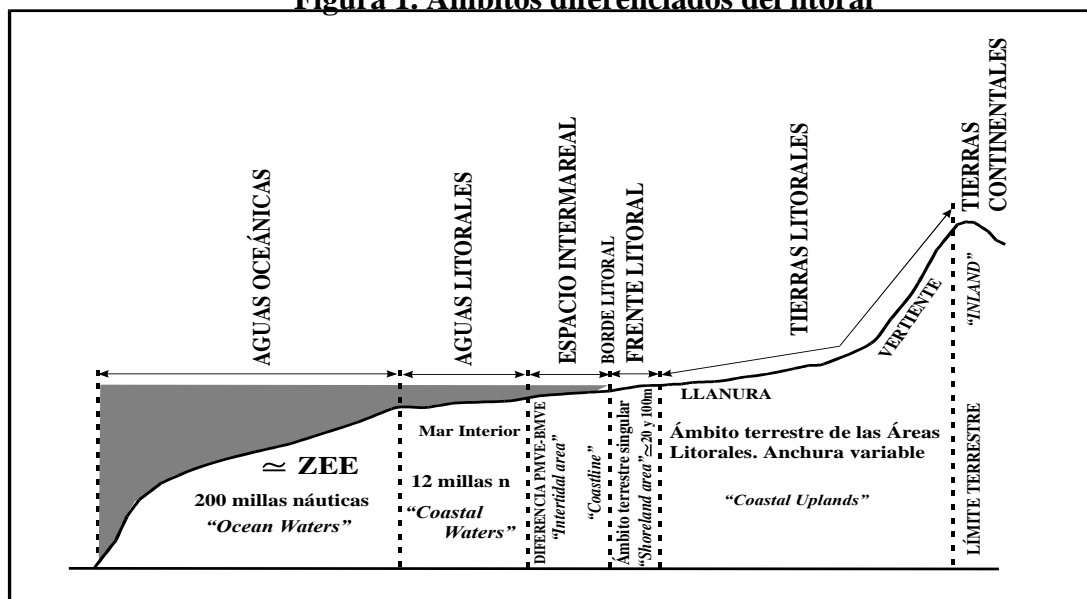 Figura 1. Ámbitos diferenciados del litoral
AGUAS OCEÁNICAS
AGUAS LITORALES
ESPACIO INTERMAREAL
BORDE LITORAL
FRENTE LITORAL
TIERRAS LITORALES
TIERRAS
CONTINENTALES
VERTIENTE
"INLAND"
LLANURA
Mar Interior
≃ ZEE
200 millas náuticas
"Ocean Waters"
12 millas n
"Coastal
Waters"
DIFERENCIA PMVE-BMVE
"Intertidal area"
"Coastline"
Ámbito terrestre singular
"Shoreland area" ≃20 y 100m
Ámbito terrestre de las Áreas
Litorales. Anchura variable
"Coastal Uplands"
LÍMITE TERRESTRE